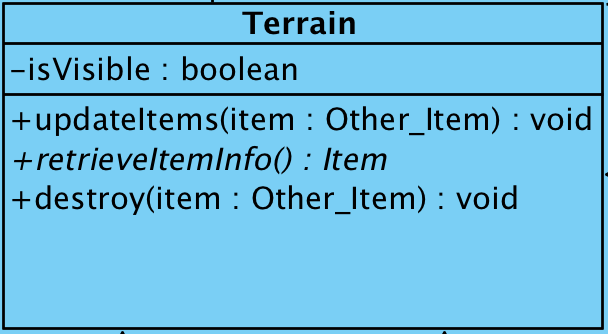 Terrain
-isVisible : boolean
+updateItems(item : Other_Item) : void
+retrieveItemInfo() : Item
+destroy(item : Other_Item) : void